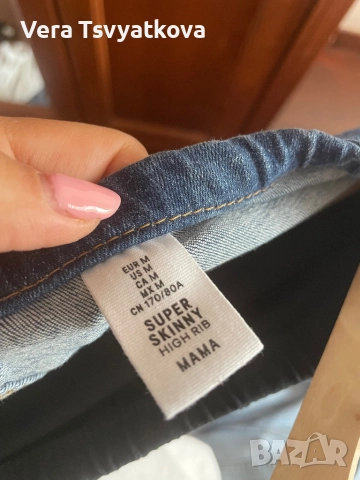 Vera Tsvyatkova
EUR M
US M
CA M
MX M
CN 170/80A
SUPER
SKINNY
HIGH RIB
MAMA
BAZAR